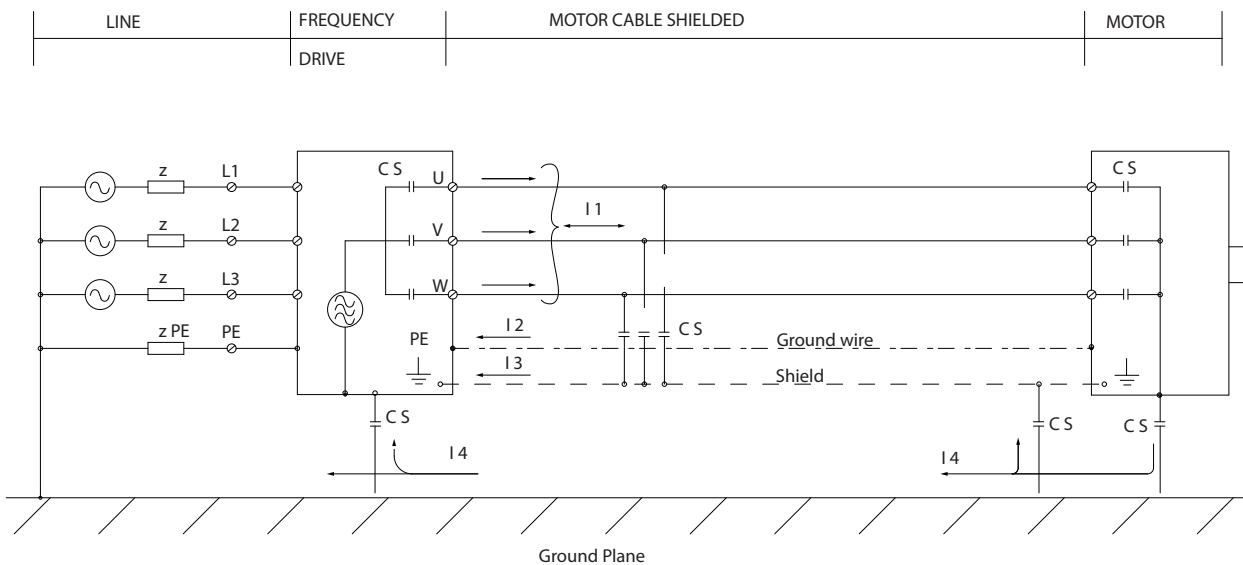 LINE
FREQUENCY
DRIVE
MOTOR CABLE SHIELDED
MOTOR
z
L1
C S
U
C S
z
L2
V
I 1
z
L3
W
z PE
PE
PE
I 2
C S
Ground wire
I 3
Shield
C S
C S
C S
I 4
I 4
Ground Plane